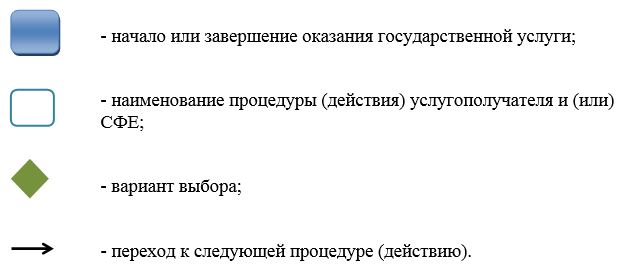 - начало или завершение оказания государственной услуги;
- наименование процедуры (действия) услугополучателя и (или)
СФЕ;
- вариант выбора;
- переход к следующей процедуре (действию).